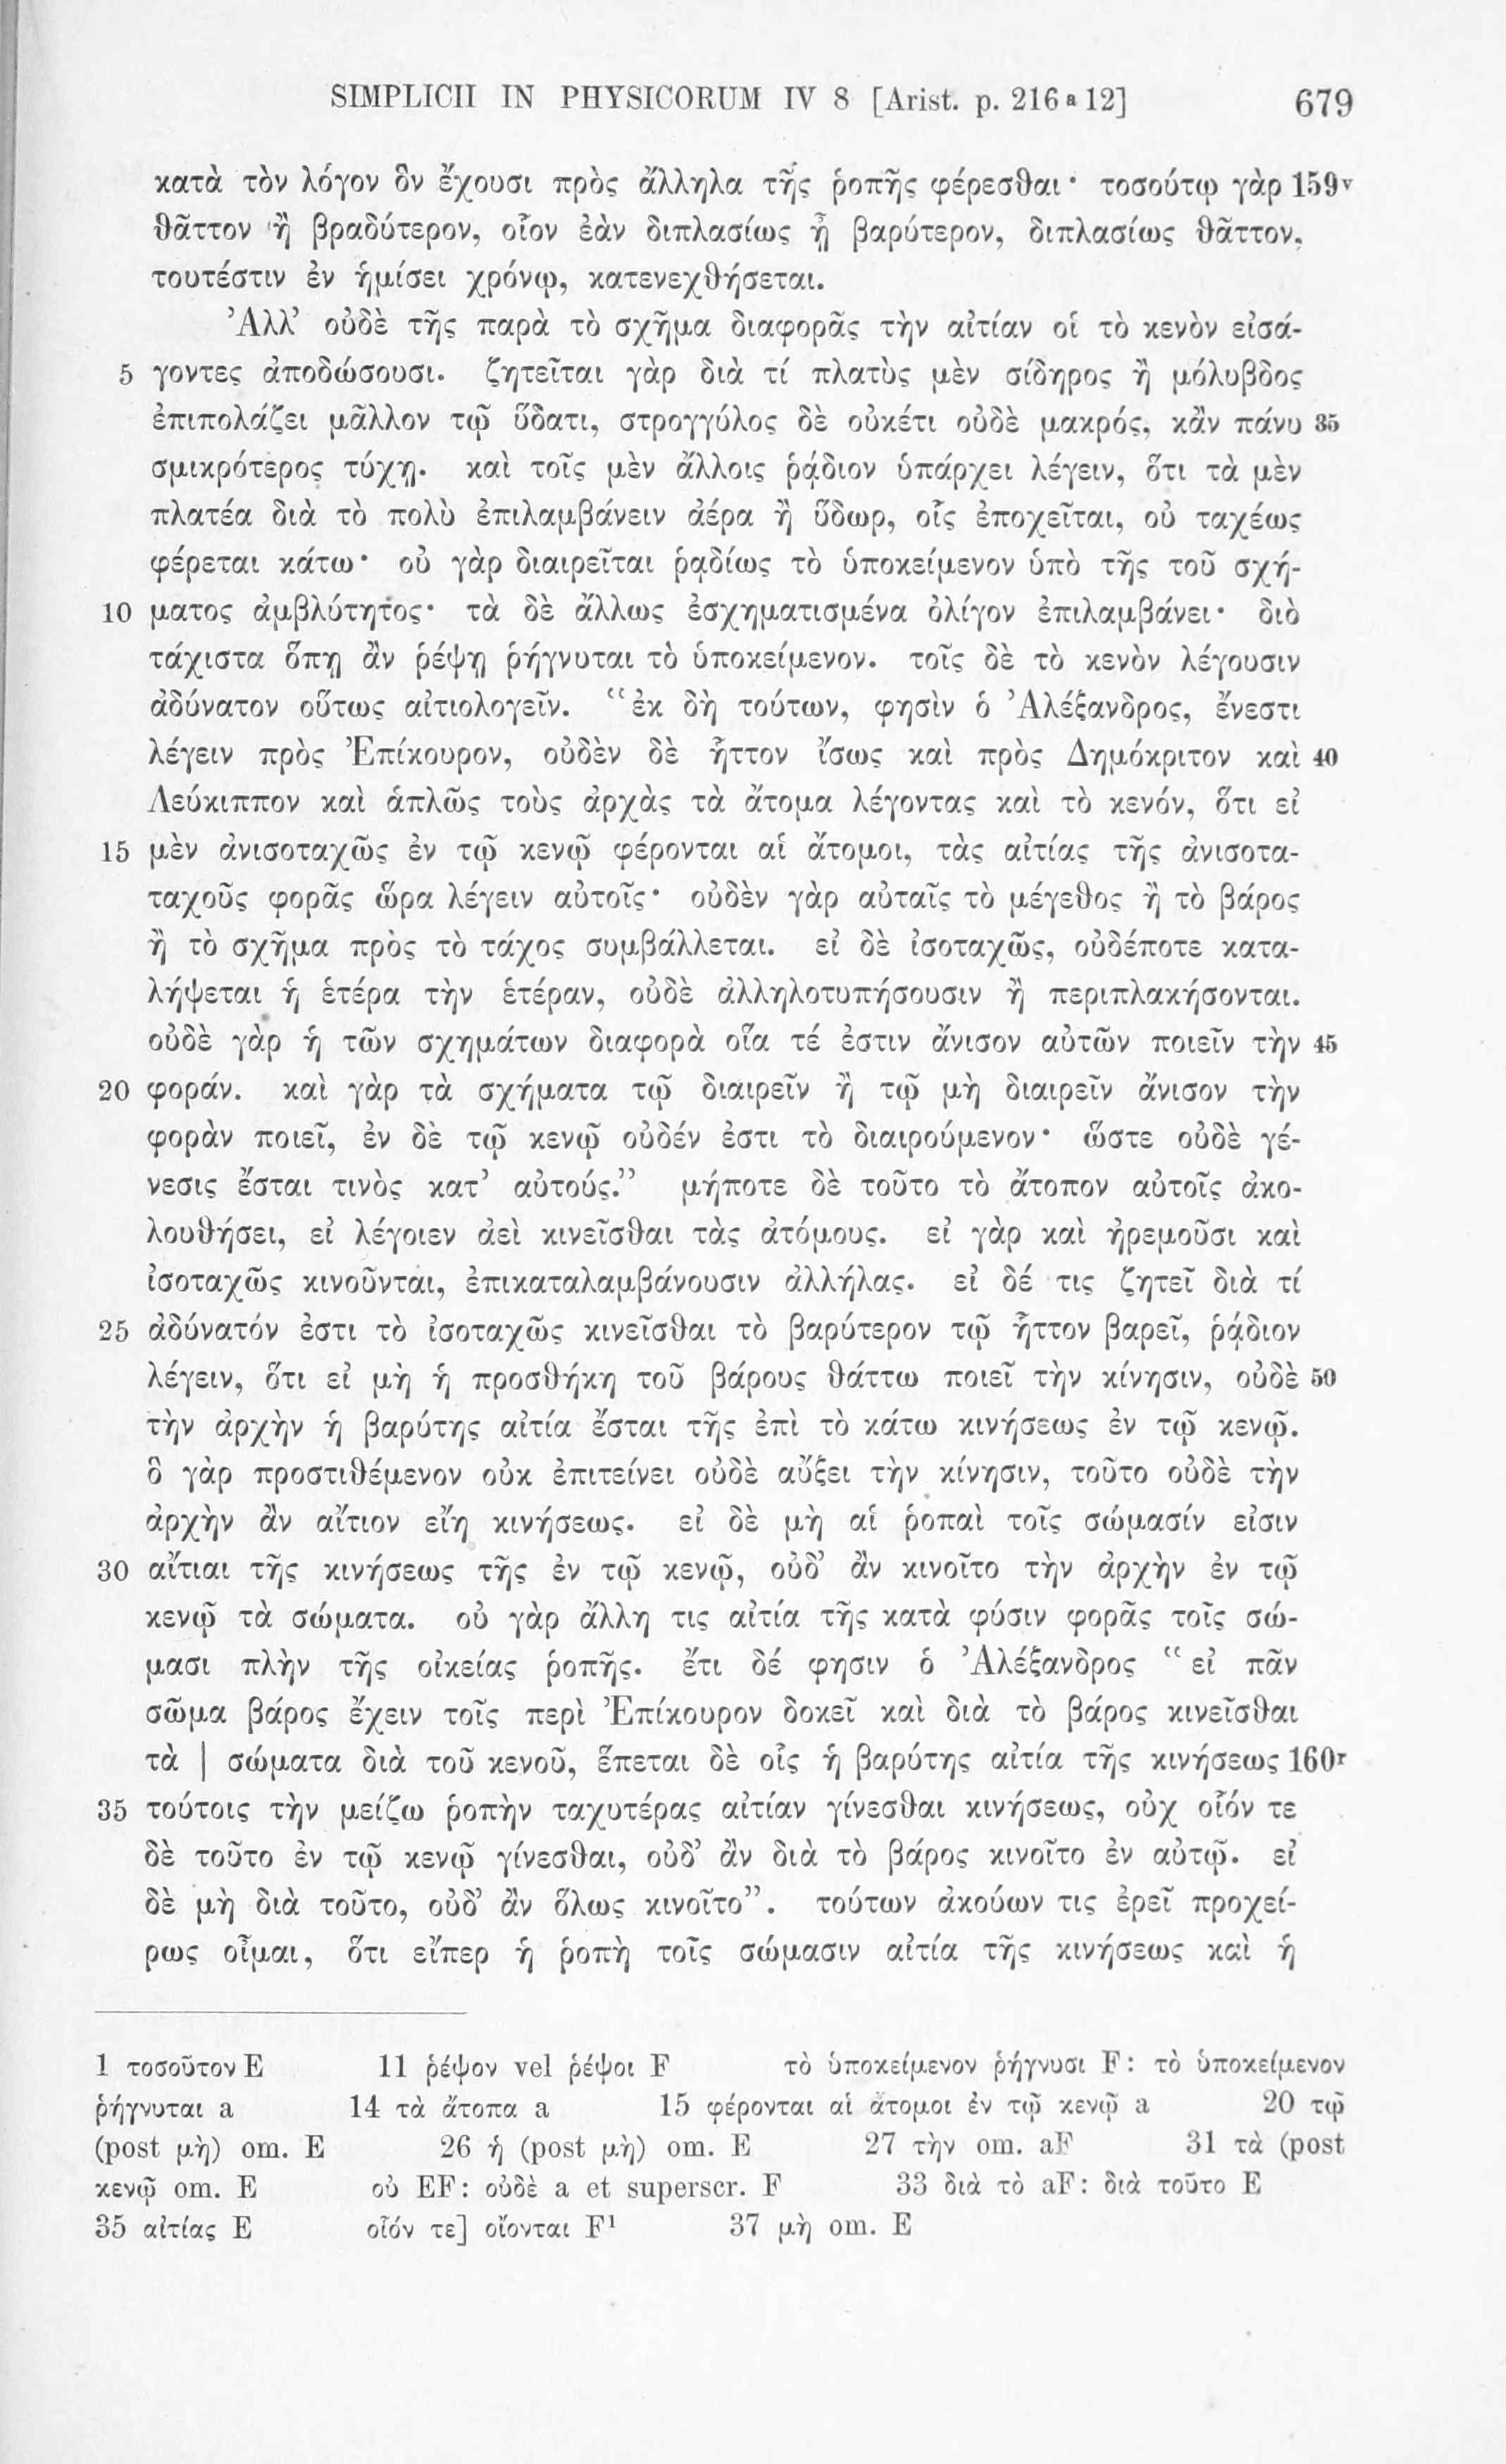 SIMPLICII IN PHYSICORUM IV 8 [Arist. p. 216 a 12] 679
κατὰ τὸν λόγον ὃν ἔχουσι πρὸς ἄλληλα τῆς ῥοπῆς φέρεσθαι· τοσούτῳ γὰρ 159v
θᾶττον ἢ βραδύτερον, οἷον ἐὰν διπλασίως ᾖ βαρύτερον, διπλασίως θᾶττον,
τουτέστιν ἐν ἡμίσει χρόνῳ, κατενεχθήσεται.
Ἀλλ' οὐδὲ τῆς παρὰ τὸ σχῆμα διαφορᾶς τὴν αἰτίαν οἱ τὸ κενὸν εἰσά-
5 γοντες ἀποδώσουσι. ζητεῖται γὰρ διὰ τί πλατὺς μὲν σίδηρος ἢ μόλυβδος
ἐπιπολάζει μᾶλλον τῷ ὕδατι, στρογγύλος δὲ οὐκέτι οὐδὲ μακρός, κἂν πάνυ 35
σμικρότερος τύχῃ. καὶ τοῖς μὲν ἄλλοις ῥᾴδιον ὑπάρχει λέγειν, ὅτι τὰ μὲν
πλατέα διὰ τὸ πολὺ ἐπιλαμβάνειν ἀέρα ἢ ὕδωρ, οἷς ἐποχεῖται, οὐ ταχέως
φέρεται κάτω· οὐ γὰρ διαιρεῖται ῥᾳδίως τὸ ὑποκείμενον ὑπὸ τῆς τοῦ σχή-
10 ματος ἀμβλύτητος· τὰ δὲ ἄλλως ἐσχηματισμένα ὀλίγον ἐπιλαμβάνει· διὸ
τάχιστα ὅπῃ ἂν ῥέψῃ ῥήγνυται τὸ ὑποκείμενον. τοῖς δὲ τὸ κενὸν λέγουσιν
ἀδύνατον οὕτως αἰτιολογεῖν. “ἐκ δὴ τούτων, φησὶν ὁ Ἀλέξανδρος, ἔνεστι
λέγειν πρὸς Ἐπίκουρον, οὐδὲν δὲ ἧττον ἴσως καὶ πρὸς Δημόκριτον καὶ 40
Λεύκιππον καὶ ἁπλῶς τοὺς ἀρχὰς τὰ ἄτομα λέγοντας καὶ τὸ κενόν, ὅτι εἰ
15 μὲν ἀνισοταχῶς ἐν τῷ κενῷ φέρονται αἱ ἄτομοι, τὰς αἰτίας τῆς ἀνισοτα-
ταχοῦς φορᾶς ὥρα λέγειν αὐτοῖς· οὐδὲν γὰρ αὐταῖς τὸ μέγεθος ἢ τὸ βάρος
ἢ τὸ σχῆμα πρὸς τὸ τάχος συμβάλλεται. εἰ δὲ ἰσοταχῶς, οὐδέποτε κατα-
λήψεται ἡ ἑτέρα τὴν ἑτέραν, οὐδὲ ἀλληλοτυπήσουσιν ἢ περιπλακήσονται.
οὐδὲ γὰρ ἡ τῶν σχημάτων διαφορὰ οἵα τέ ἐστιν ἄνισον αὐτῶν ποιεῖν τὴν 45
20 φοράν. καὶ γὰρ τὰ σχήματα τῷ διαιρεῖν ἢ τῷ μὴ διαιρεῖν ἄνισον τὴν
φορὰν ποιεῖ, ἐν δὲ τῷ κενῷ οὐδέν ἐστι τὸ διαιρούμενον· ὥστε οὐδὲ γέ-
νεσις ἔσται τινὸς κατ' αὐτούς.” μήποτε δὲ τοῦτο τὸ ἄτοπον αὐτοῖς ἀκο-
λουθήσει, εἰ λέγοιεν ἀεὶ κινεῖσθαι τὰς ἀτόμους. εἰ γὰρ καὶ ἠρεμοῦσι καὶ
ἰσοταχῶς κινοῦνται, ἐπικαταλαμβάνουσιν ἀλλήλας. εἰ δέ τις ζητεῖ διὰ τί
25 ἀδύνατόν ἐστι τὸ ἰσοταχῶς κινεῖσθαι τὸ βαρύτερον τῷ ἧττον βαρεῖ, ῥᾴδιον
λέγειν, ὅτι εἰ μὴ ἡ προσθήκη τοῦ βάρους θάττω ποιεῖ τὴν κίνησιν, οὐδὲ 50
τὴν ἀρχὴν ἡ βαρύτης αἰτία ἔσται τῆς ἐπὶ τὸ κάτω κινήσεως ἐν τῷ κενῷ.
ὃ γὰρ προστιθέμενον οὐκ ἐπιτείνει οὐδὲ αὔξει τὴν κίνησιν, τοῦτο οὐδὲ τὴν
ἀρχὴν ἂν αἴτιον εἴη κινήσεως. εἰ δὲ μὴ αἱ ῥοπαὶ τοῖς σώμασίν εἰσιν
30 αἴτιαι τῆς κινήσεως τῆς ἐν τῷ κενῷ, οὐδ' ἂν κινοῖτο τὴν ἀρχὴν ἐν τῷ
κενῷ τὰ σώματα. οὐ γὰρ ἄλλη τις αἰτία τῆς κατὰ φύσιν φορᾶς τοῖς σώ-
μασι πλὴν τῆς οἰκείας ῥοπῆς. ἔτι δέ φησιν ὁ Ἀλέξανδρος “εἰ πᾶν
σῶμα βάρος ἔχειν τοῖς περὶ Ἐπίκουρον δοκεῖ καὶ διὰ τὸ βάρος κινεῖσθαι
τὰ | σώματα διὰ τοῦ κενοῦ, ἕπεται δὲ οἷς ἡ βαρύτης αἰτία τῆς κινήσεως 160r
35 τούτοις τὴν μείζω ῥοπὴν ταχυτέρας αἰτίαν γίνεσθαι κινήσεως, οὐχ οἷόν τε
δὲ τοῦτο ἐν τῷ κενῷ γίνεσθαι, οὐδ' ἂν διὰ τὸ βάρος κινοῖτο ἐν αὐτῷ. εἰ
δὲ μὴ διὰ τοῦτο, οὐδ' ἂν ὅλως κινοῖτο”. τούτων ἀκούων τις ἐρεῖ προχεί-
ρως οἶμαι, ὅτι εἴπερ ἡ ῥοπὴ τοῖς σώμασιν αἰτία τῆς κινήσεως καὶ ἡ
1 τοσοῦτον E 11 ῥέψον vel ῥέψοι F τὸ ὑποκείμενον ῥήγνυσι F: τὸ ὑποκείμενον
ῥήγνυται a 14 τὰ ἄτοπα a 15 φέρονται αἱ ἄτομοι ἐν τῷ κενῷ a 20 τῷ
(post μὴ) om. E 26 ἡ (post μὴ) om. E 27 τὴν om. aF 31 τὰ (post
κενῷ om. E οὐ EF: οὐδὲ a et superscr. F 33 διὰ τὸ aF: διὰ τοῦτο E
35 αἰτίας E οἷόν τε] οἴονται F¹ 37 μὴ om. E